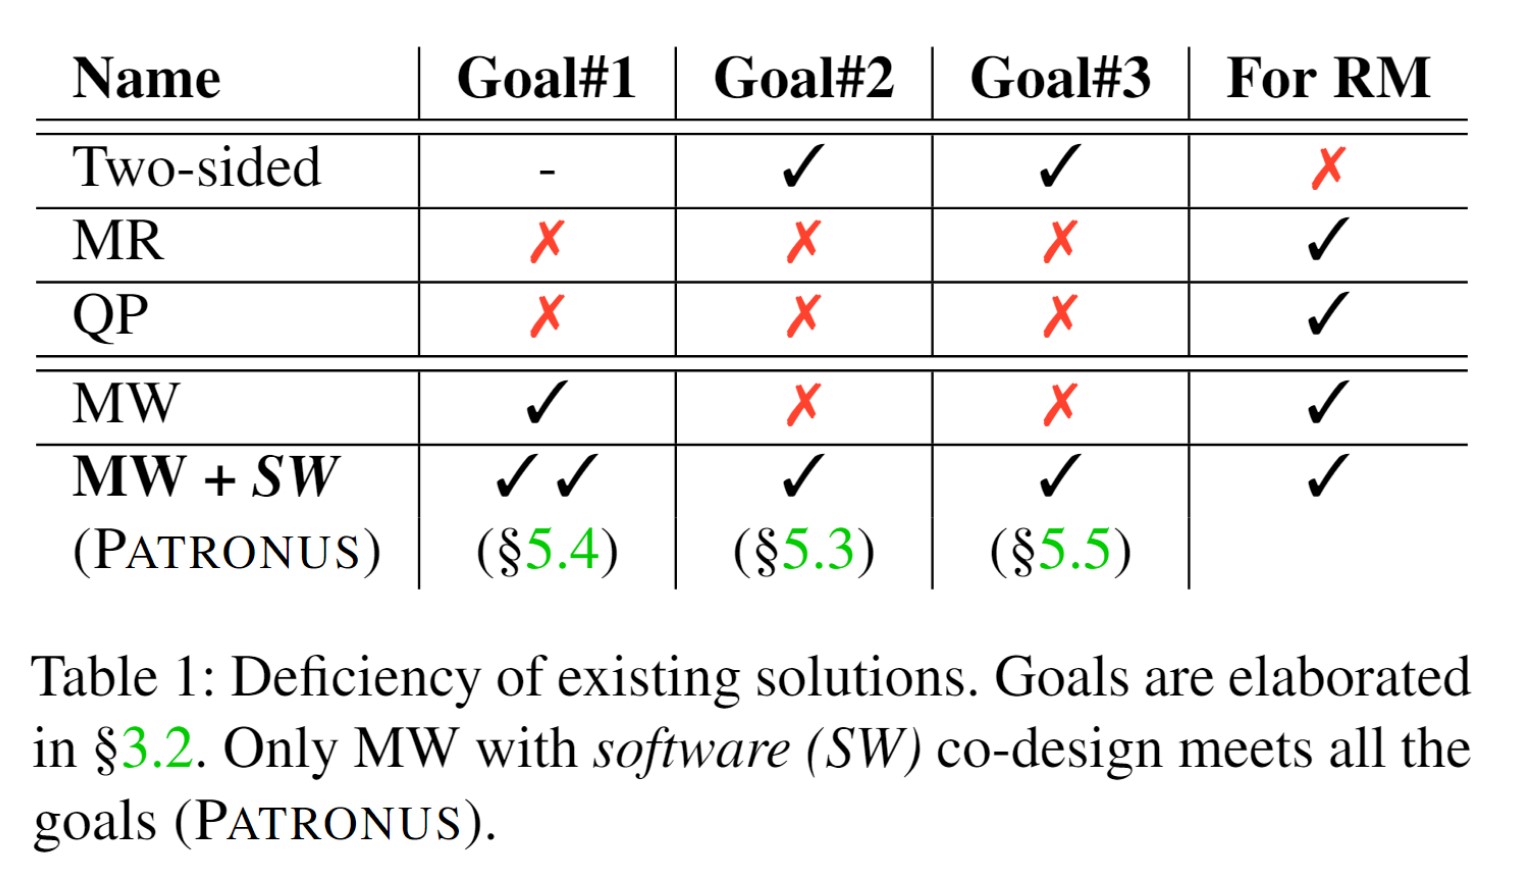 Name Goal#1 Goal#2 Goal#3 For RM
Two-sided - ✓ ✓ ✗
MR ✗ ✗ ✗ ✓
QP ✗ ✗ ✗ ✓
MW ✓ ✗ ✗ ✓
MW + SW ✓✓ ✓ ✓ ✓
(PATRONUS) (§5.4) (§5.3) (§5.5)
Table 1: Deficiency of existing solutions. Goals are elaborated
in §3.2. Only MW with software (SW) co-design meets all the
goals (PATRONUS).